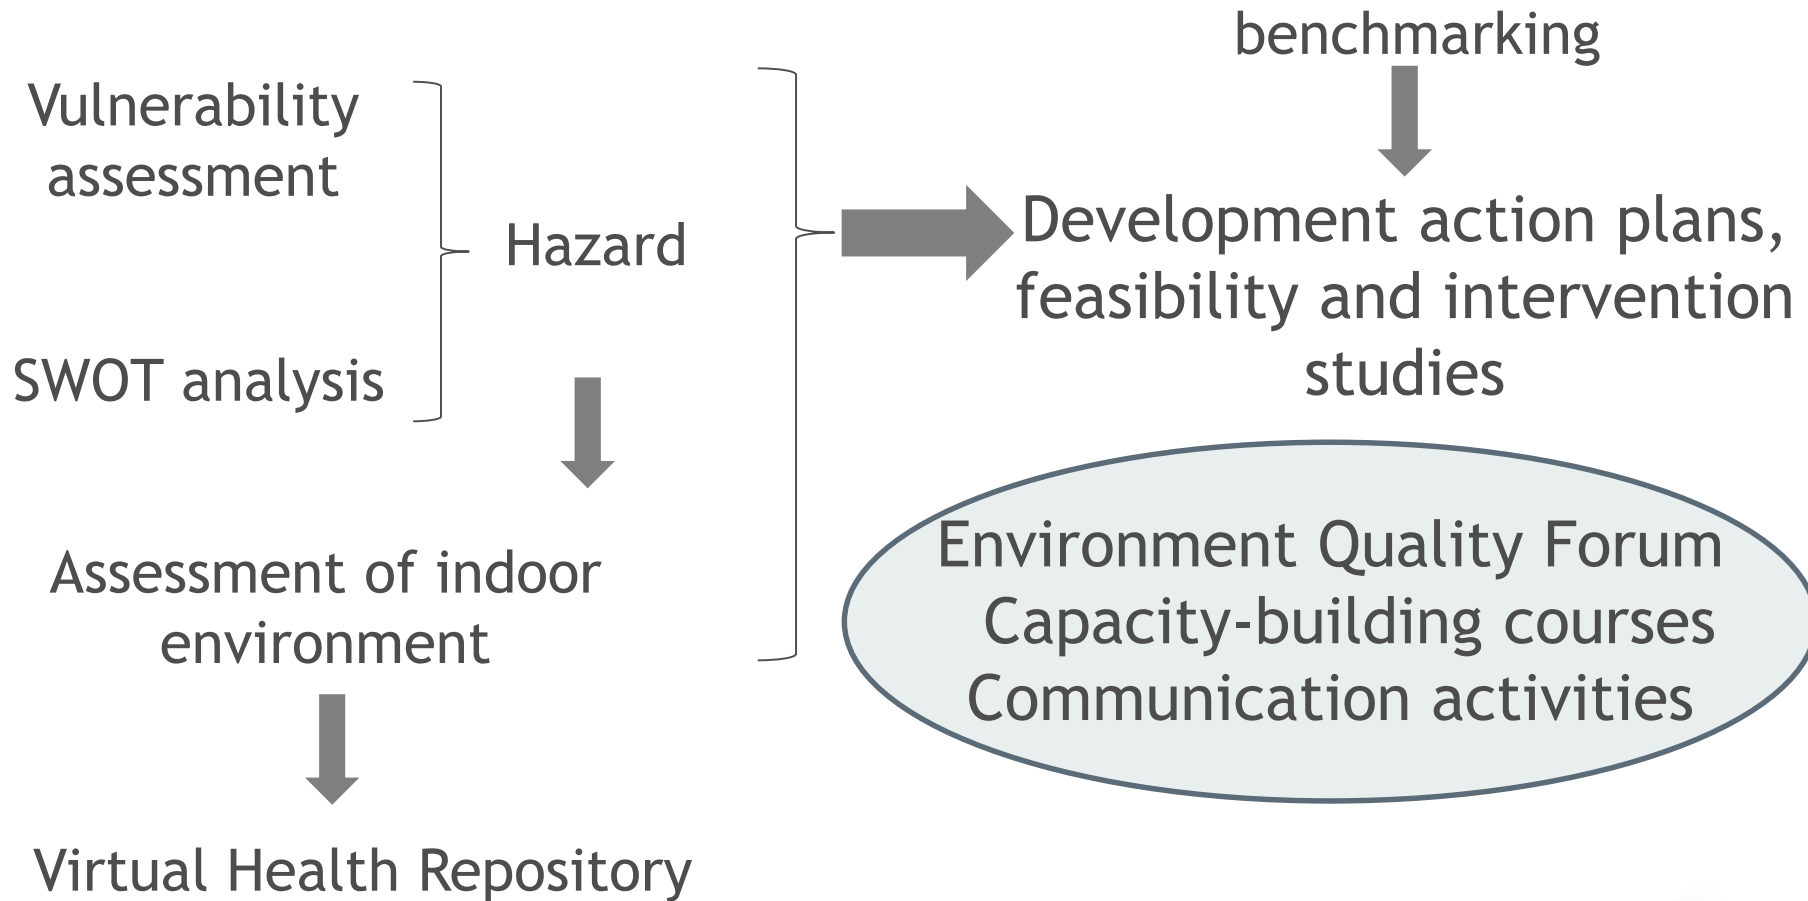 Vulnerability
assessment
SWOT analysis
Hazard
Assessment of indoor
environment
Virtual Health Repository
benchmarking
Development action plans,
feasibility and intervention
studies
Environment Quality Forum
Capacity-building courses
Communication activities